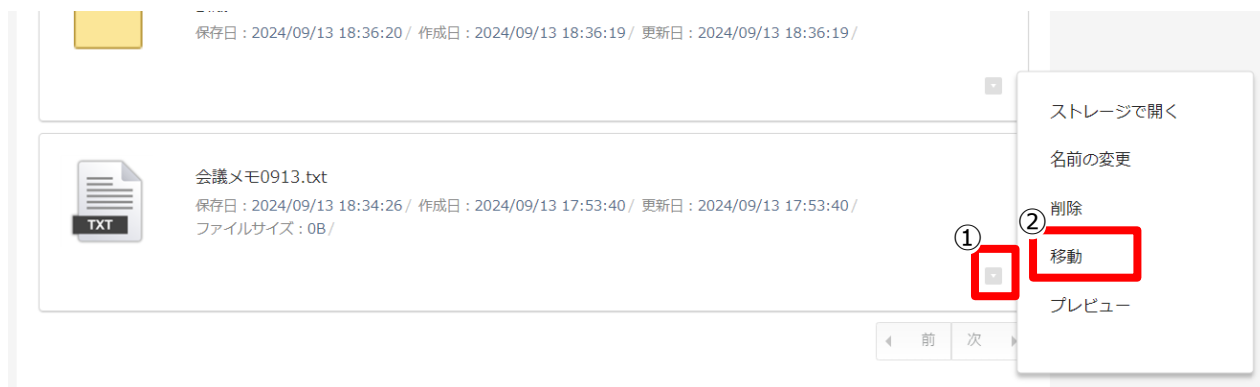 保存日：2024/09/13 18:36:20 / 作成日：2024/09/13 18:36:19 / 更新日：2024/09/13 18:36:19 /
会議メモ0913.txt
保存日：2024/09/13 18:34:26 / 作成日：2024/09/13 17:53:40 / 更新日：2024/09/13 17:53:40 /
ファイルサイズ：0B /
TXT
①
前 次
ストレージで開く
名前の変更
削除
②
移動
プレビュー